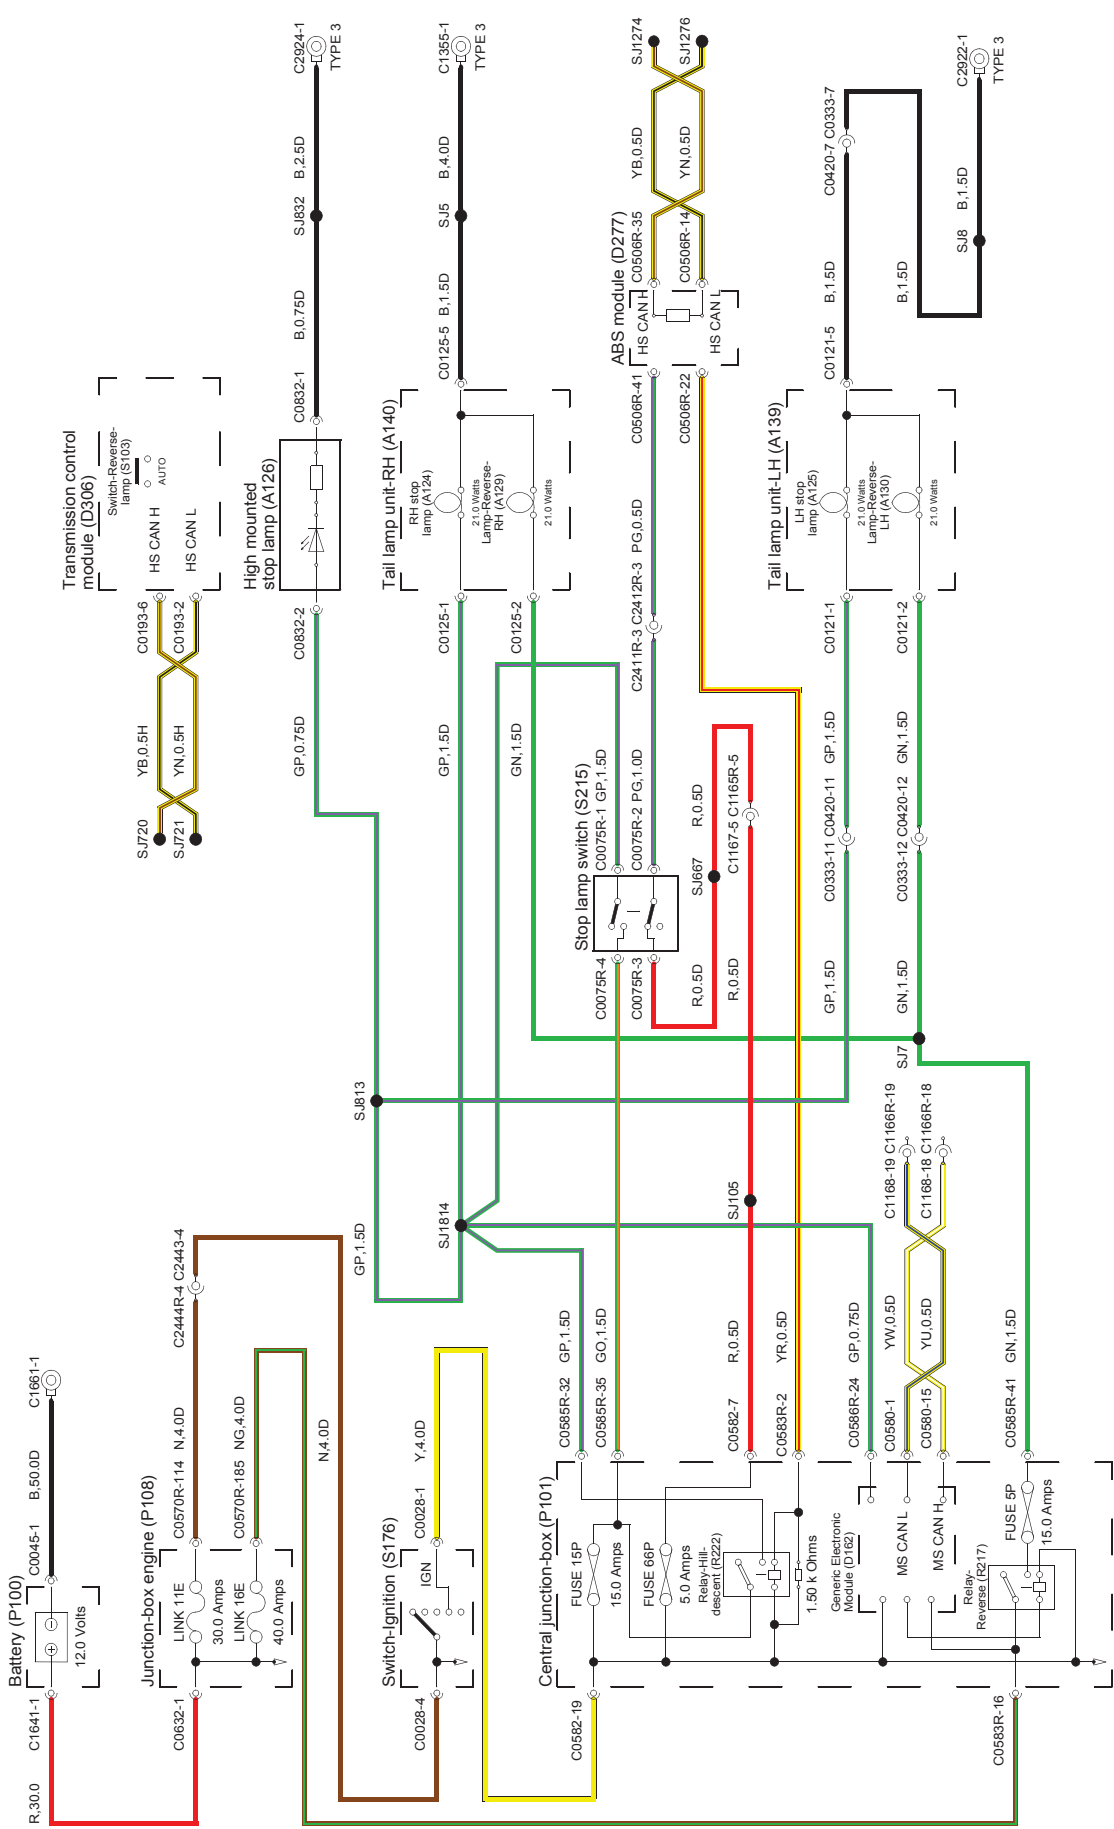 Battery (P100)
C1641-1
R,30.0
12.0 Volts
C0045-1
B,50.0D
C1661-1
Junction-box engine (P108)
C0632-1
LINK 11E
30.0 Amps
LINK 16E
40.0 Amps
C0570R-114
N,4.0D
C2444R-4
C2443-4
C0570R-185
NG,4.0D
N,4.0D
Switch-Ignition (S176)
C0028-4
IGN
C0028-1
Y,4.0D
Central junction-box (P101)
C0582-19
C0583R-16
FUSE 15P
15.0 Amps
FUSE 66P
5.0 Amps
Relay-Hill-
descent (R222)
1.50 k Ohms
Generic Electronic
Module (D162)
MS CAN L
MS CAN H
Relay-
Reverse (R217)
FUSE 5P
15.0 Amps
C0585R-32
GP,1.5D
C0585R-35
GO,1.5D
C0582-7
R,0.5D
C0583R-2
YR,0.5D
C0586R-24
GP,0.75D
C0580-1
YW,0.5D
C1168-19
C1166R-19
C0580-15
YU,0.5D
C1168-18
C1166R-18
C0585R-41
GN,1.5D
SJ1814
GP,1.5D
SJ813
SJ105
SJ7
Transmission control
module (D306)
Switch-Reverse-
lamp (S103)
AUTO
HS CAN H
HS CAN L
C0193-6
C0193-2
YB,0.5H
YN,0.5H
SJ720
SJ721
High mounted
stop lamp (A126)
C0832-2
GP,0.75D
C0832-1
B,0.75D
SJ832
B,2.5D
C2924-1
TYPE 3
Tail lamp unit-RH (A140)
RH stop
lamp (A124)
21.0 Watts
Lamp-Reverse-
RH (A129)
21.0 Watts
C0125-1
GP,1.5D
C0125-2
GN,1.5D
C0125-5
B,1.5D
SJ5
B,4.0D
C1355-1
TYPE 3
Stop lamp switch (S215)
C0075R-4
C0075R-3
C0075R-1
GP,1.5D
C0075R-2
PG,1.0D
C2411R-3
C2412R-3
PG,0.5D
R,0.5D
SJ667
R,0.5D
R,0.5D
C1167-5
C1165R-5
ABS module (D277)
HS CAN H
HS CAN L
C0506R-41
C0506R-22
C0506R-35
C0506R-14
YB,0.5D
YN,0.5D
SJ1274
SJ1276
Tail lamp unit-LH (A139)
LH stop
lamp (A125)
21.0 Watts
Lamp-Reverse-
LH (A130)
21.0 Watts
C0121-1
GP,1.5D
C0420-11
C0333-11
GP,1.5D
C0121-2
GN,1.5D
C0420-12
C0333-12
GN,1.5D
C0121-5
B,1.5D
C0420-7
C0333-7
B,1.5D
SJ8
B,1.5D
C2922-1
TYPE 3